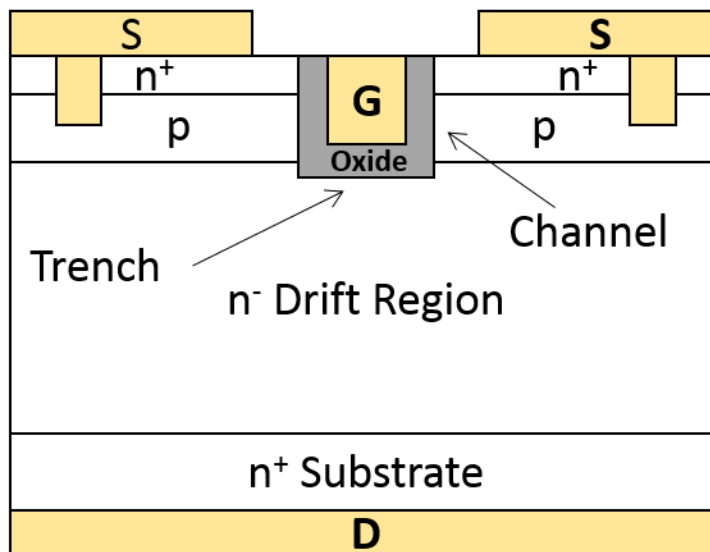 S
S
n⁺
n⁺
G
p
p
Oxide
Channel
Trench
n⁻ Drift Region
n⁺ Substrate
D